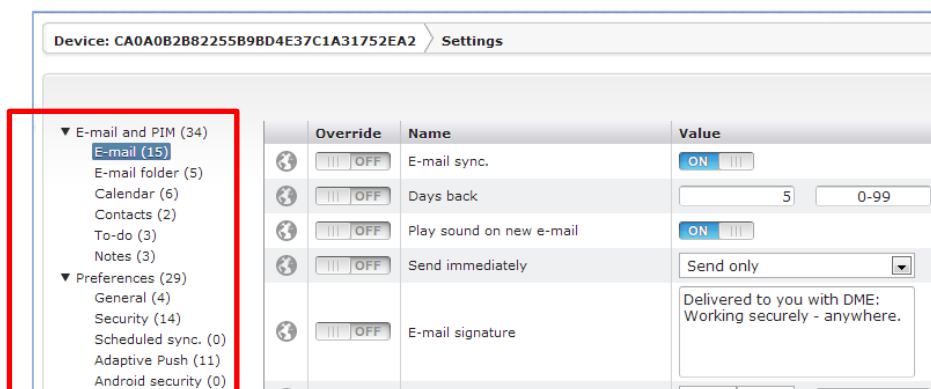 Device: CA0A0B2B82255B9BD4E37C1A31752EA2 Settings
▼ E-mail and PIM (34)
E-mail (15)
E-mail folder (5)
Calendar (6)
Contacts (2)
To-do (3)
Notes (3)
▼ Preferences (29)
General (4)
Security (14)
Scheduled sync. (0)
Adaptive Push (11)
Android security (0)
Override Name Value
OFF E-mail sync. ON
OFF Days back 5 0-99
OFF Play sound on new e-mail ON
OFF Send immediately Send only
OFF E-mail signature
Delivered to you with DME:
Working securely - anywhere.